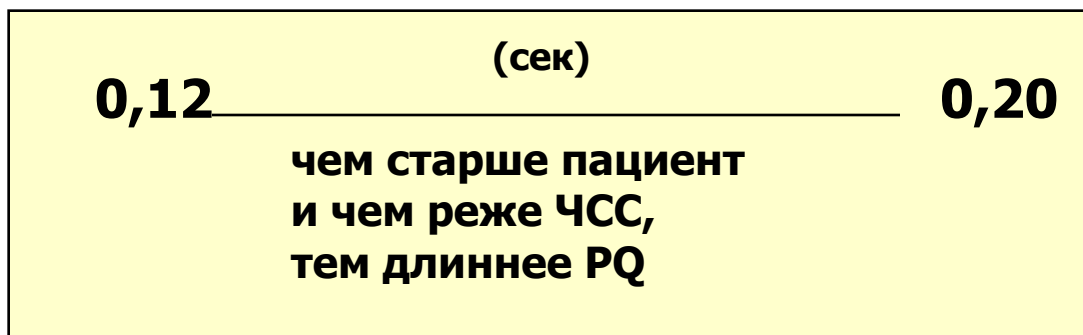 (сек)
0,12 0,20
чем старше пациент
и чем реже ЧСС,
тем длиннее PQ